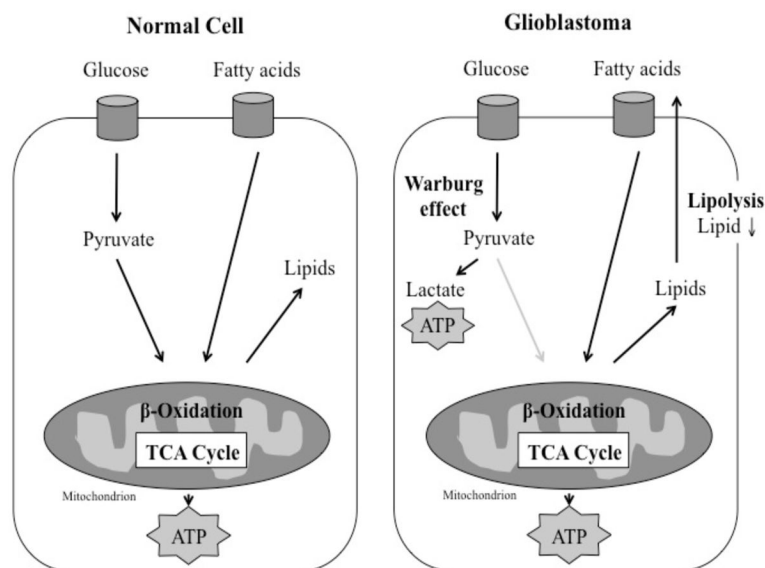 Normal Cell
Glucose
Fatty acids
Pyruvate
Lipids
β-Oxidation
TCA Cycle
Mitochondrion
ATP
Glioblastoma
Glucose
Fatty acids
Warburg
effect
Lipolysis
Lipid ↓
Pyruvate
Lactate
ATP
Lipids
β-Oxidation
TCA Cycle
Mitochondrion
ATP